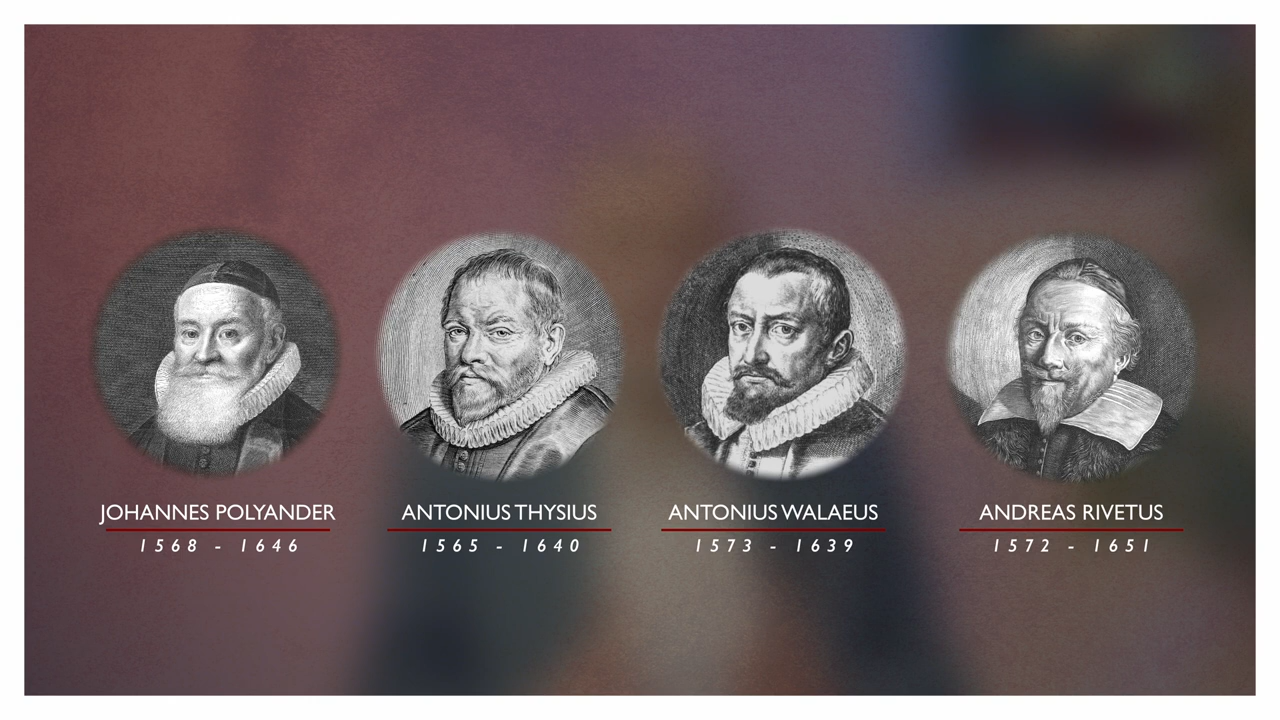 JOHANNES POLYANDER
1568 - 1646
ANTONIUS THYSIUS
1565 - 1640
ANTONIUS WALAEUS
1573 - 1639
ANDREAS RIVETUS
1572 - 1651